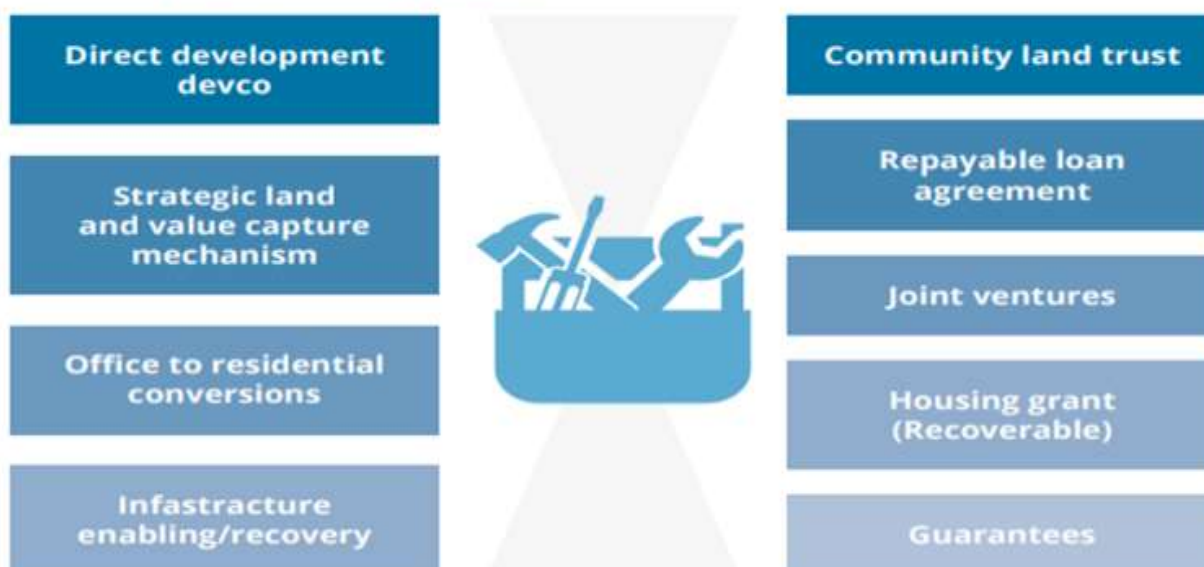 Direct development
devco
Strategic land
and value capture
mechanism
Office to residential
conversions
Infastracture
enabling/recovery
Community land trust
Repayable loan
agreement
Joint ventures
Housing grant
(Recoverable)
Guarantees